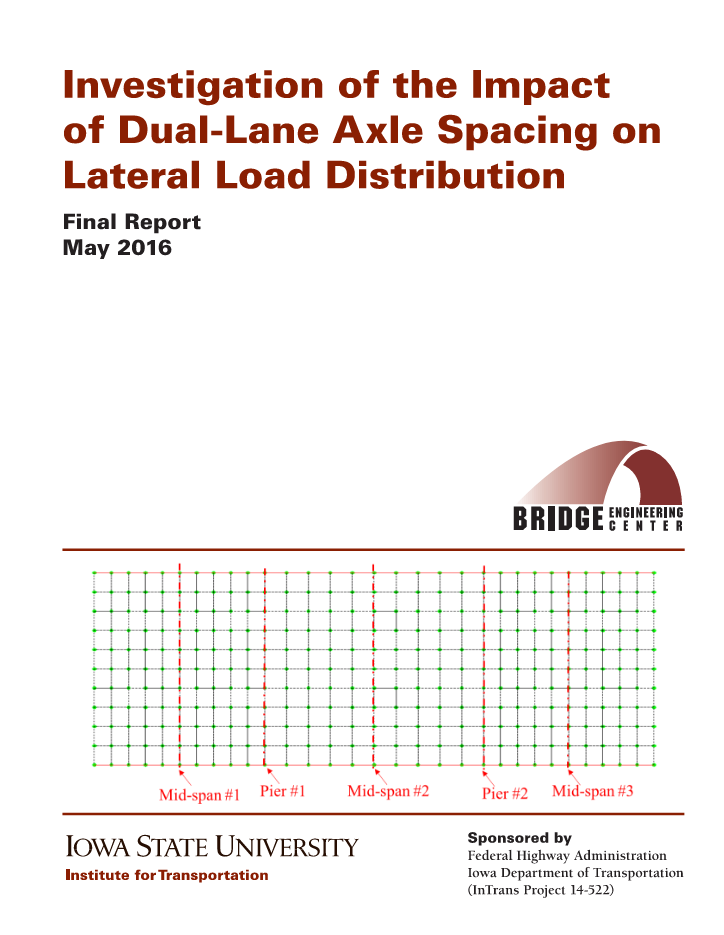 Investigation of the Impact
of Dual-Lane Axle Spacing on
Lateral Load Distribution
Final Report
May 2016
BRIDGE ENGINEERING
CENTER
Mid-span #1
Pier #1
Mid-span #2
Pier #2
Mid-span #3
IOWA STATE UNIVERSITY
Institute for Transportation
Sponsored by
Federal Highway Administration
Iowa Department of Transportation
(InTrans Project 14-522)